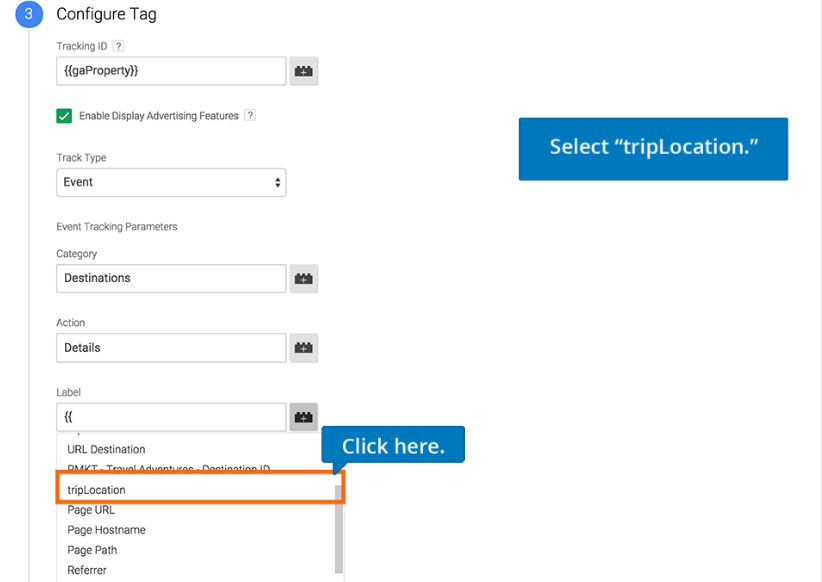 3 Configure Tag
Tracking ID ?
{{gaProperty}}
Enable Display Advertising Features ?
Select “tripLocation.”
Track Type
Event
Event Tracking Parameters
Category
Destinations
Action
Details
Label
{{
Click here.
URL Destination
RMKT - Travel Adventures - Destination ID
tripLocation
Page URL
Page Hostname
Page Path
Referrer